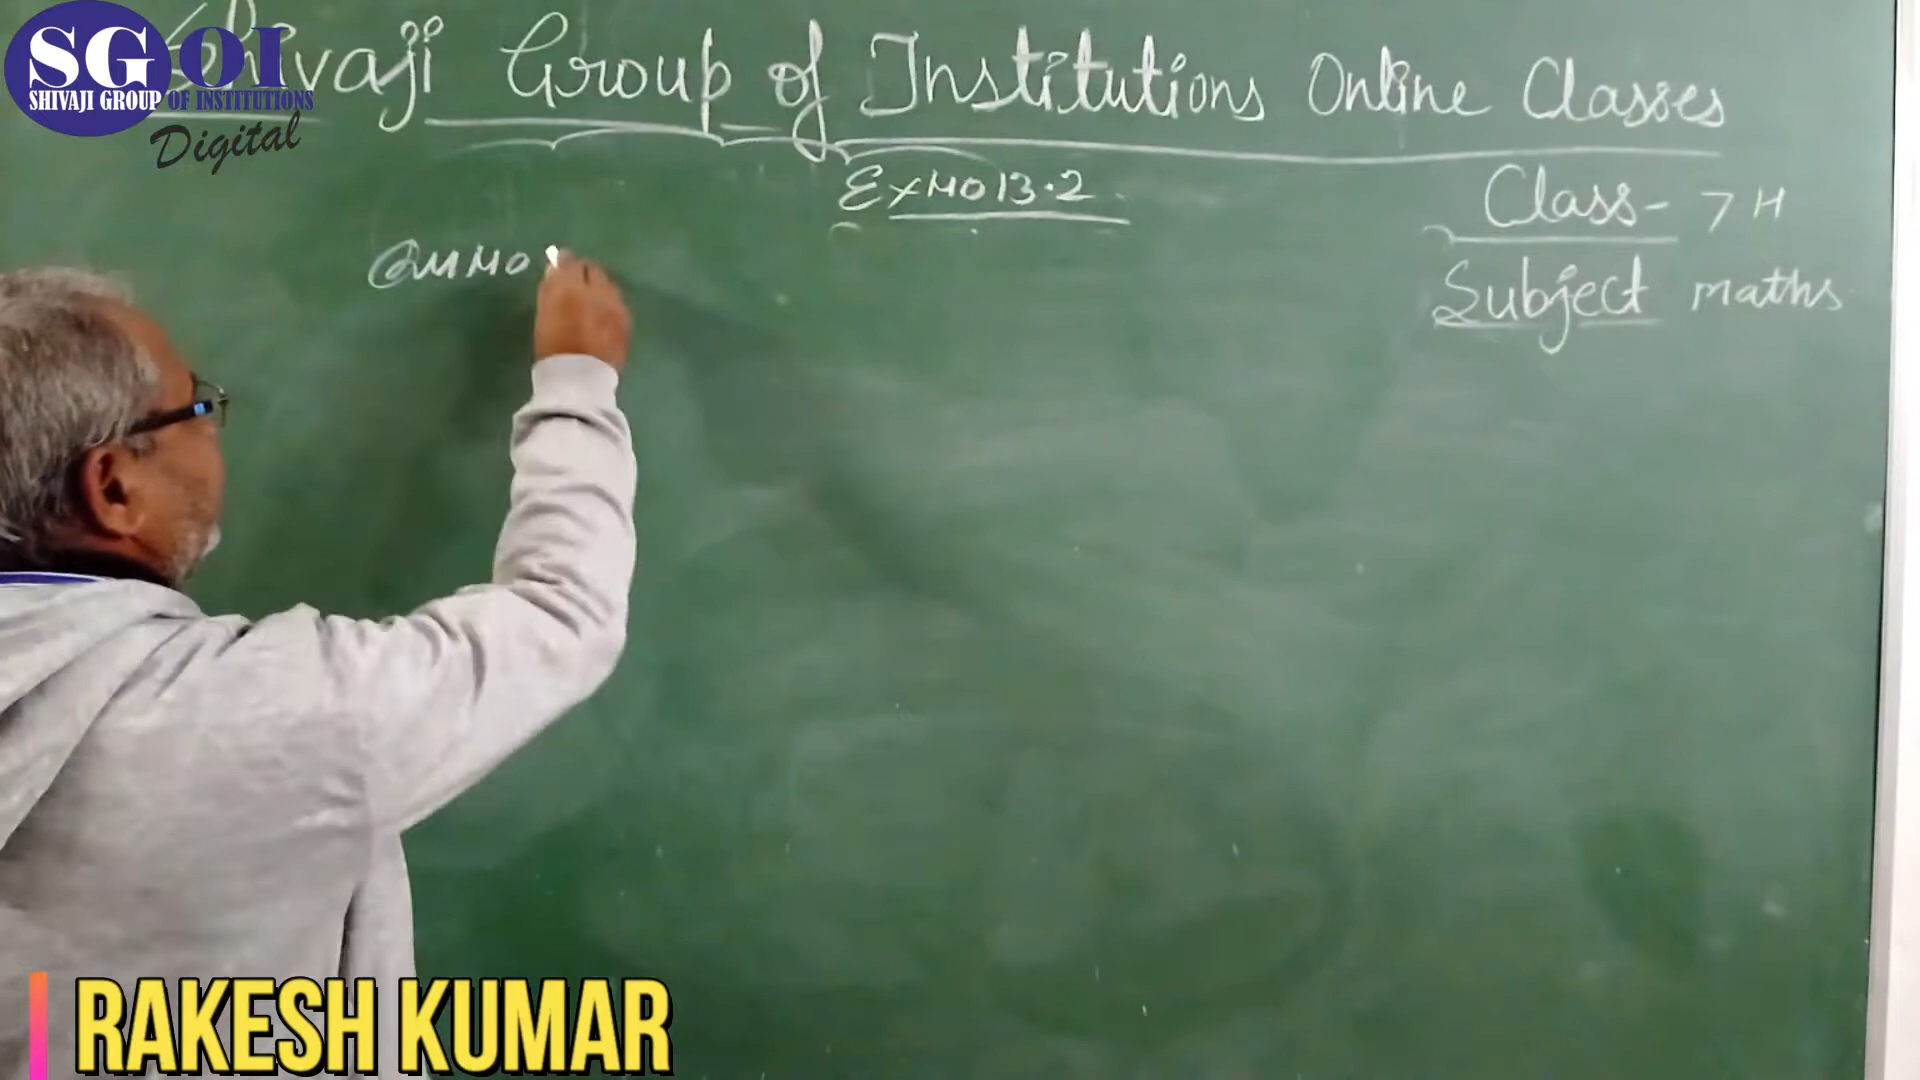 SGOI
SHIVAJI GROUP OF INSTITUTIONS
Digital
Shivaji Group of Institutions Online Classes
Ex NO 13.2
Class - 7 H
Subject Maths
QU NO
RAKESH KUMAR